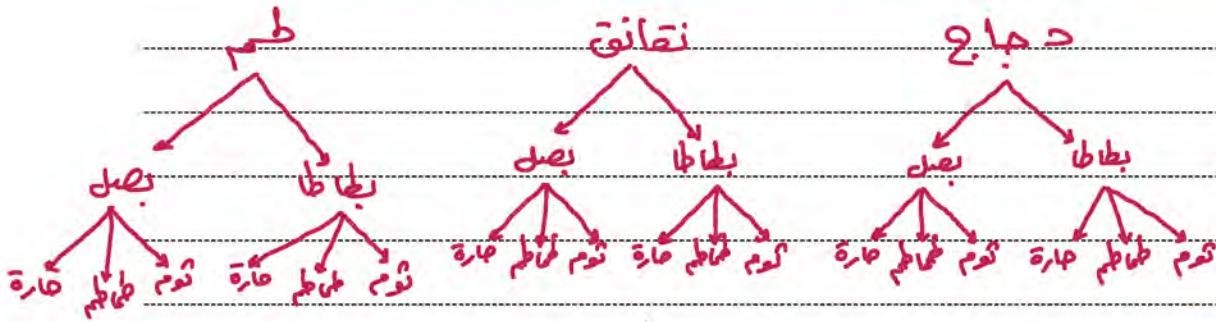 دجاج نقانق لحم
بطاطا بصل بطاطا بصل بطاطا بصل
ثوم طماطم حارة ثوم طماطم حارة ثوم طماطم حارة ثوم طماطم حارة ثوم طماطم حارة ثوم طماطم حارة